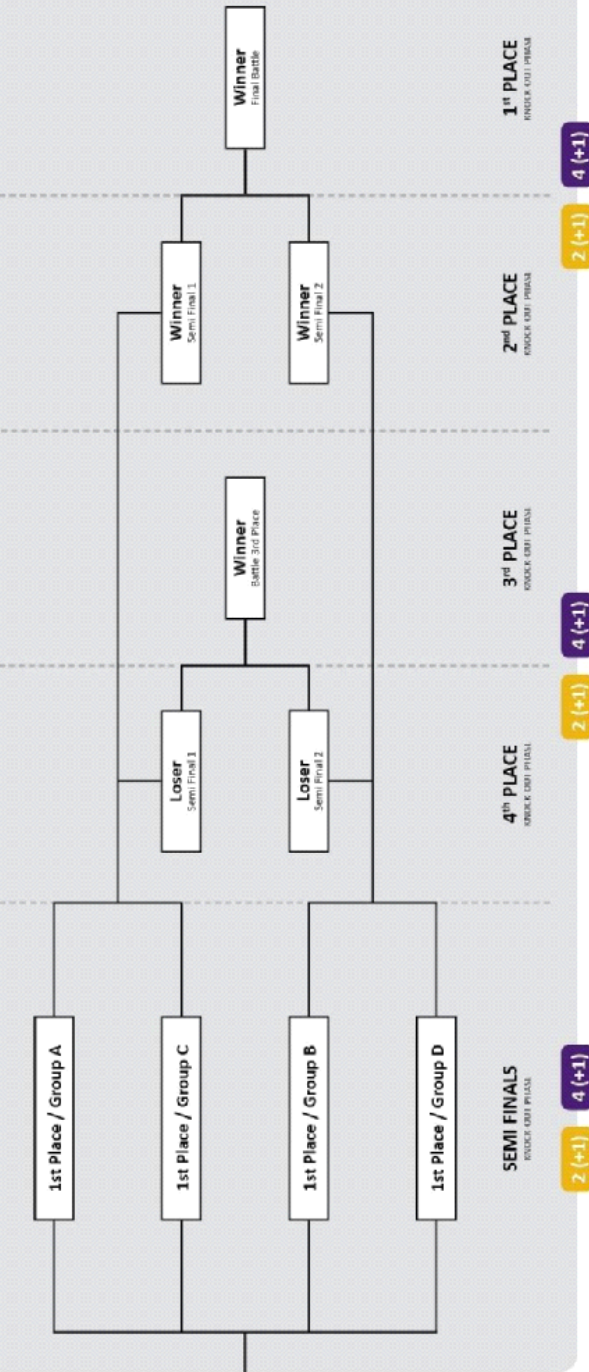 1st Place / Group A
1st Place / Group C
1st Place / Group B
1st Place / Group D
SEMI FINALS
KNOCK OUT PHASE
2 (+1)
4 (+1)
Loser
Semi Final 1
Loser
Semi Final 2
4th PLACE
KNOCK OUT PHASE
2 (+1)
4 (+1)
Winner
Battle 3rd Place
3rd PLACE
KNOCK OUT PHASE
Winner
Semi Final 1
Winner
Semi Final 2
2nd PLACE
KNOCK OUT PHASE
2 (+1)
4 (+1)
Winner
Final Battle
1st PLACE
KNOCK OUT PHASE